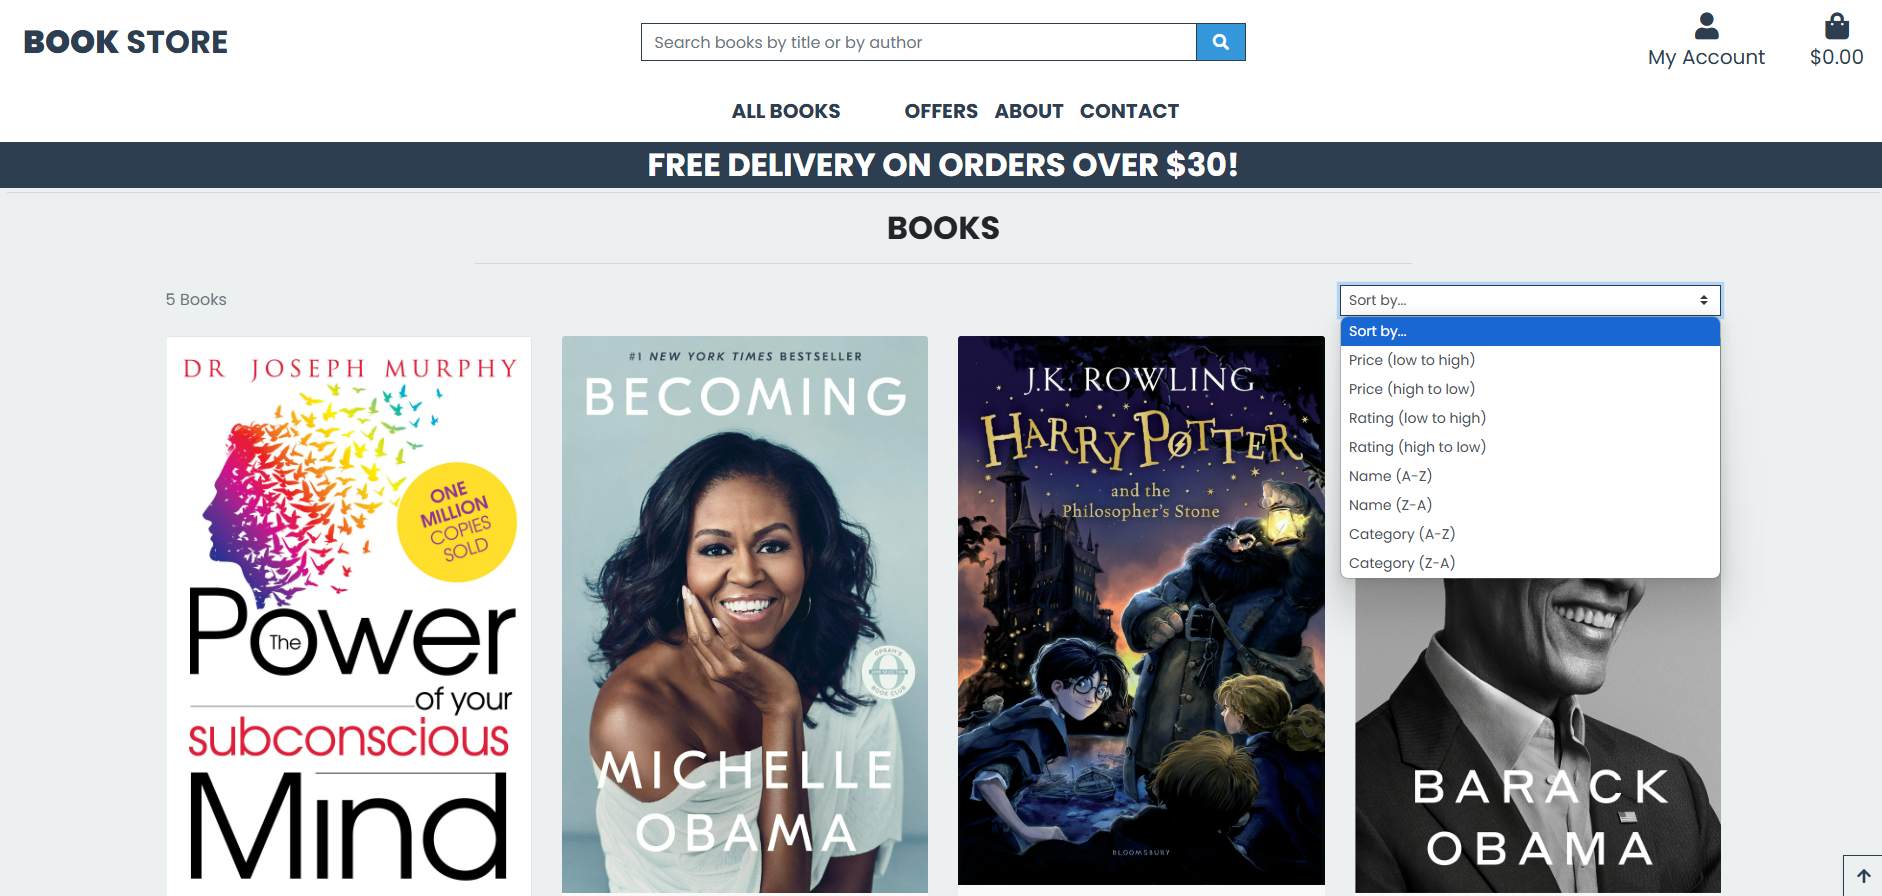 BOOK STORE
Search books by title or by author
My Account
$0.00
ALL BOOKS
OFFERS
ABOUT
CONTACT
FREE DELIVERY ON ORDERS OVER $30!
BOOKS
5 Books
Sort by...
Sort by...
Price (low to high)
Price (high to low)
Rating (low to high)
Rating (high to low)
Name (A-Z)
Name (Z-A)
Category (A-Z)
Category (Z-A)
DR JOSEPH MURPHY
ONE
MILLION
COPIES
SOLD
The
Power
of your
subconscious
Mind
#1 NEW YORK TIMES BESTSELLER
BECOMING
OPRAH'S
BOOK CLUB
MICHELLE
OBAMA
J.K. ROWLING
HARRY POTTER
and the
Philosopher's Stone
BLOOMSBURY
BARACK
OBAMA